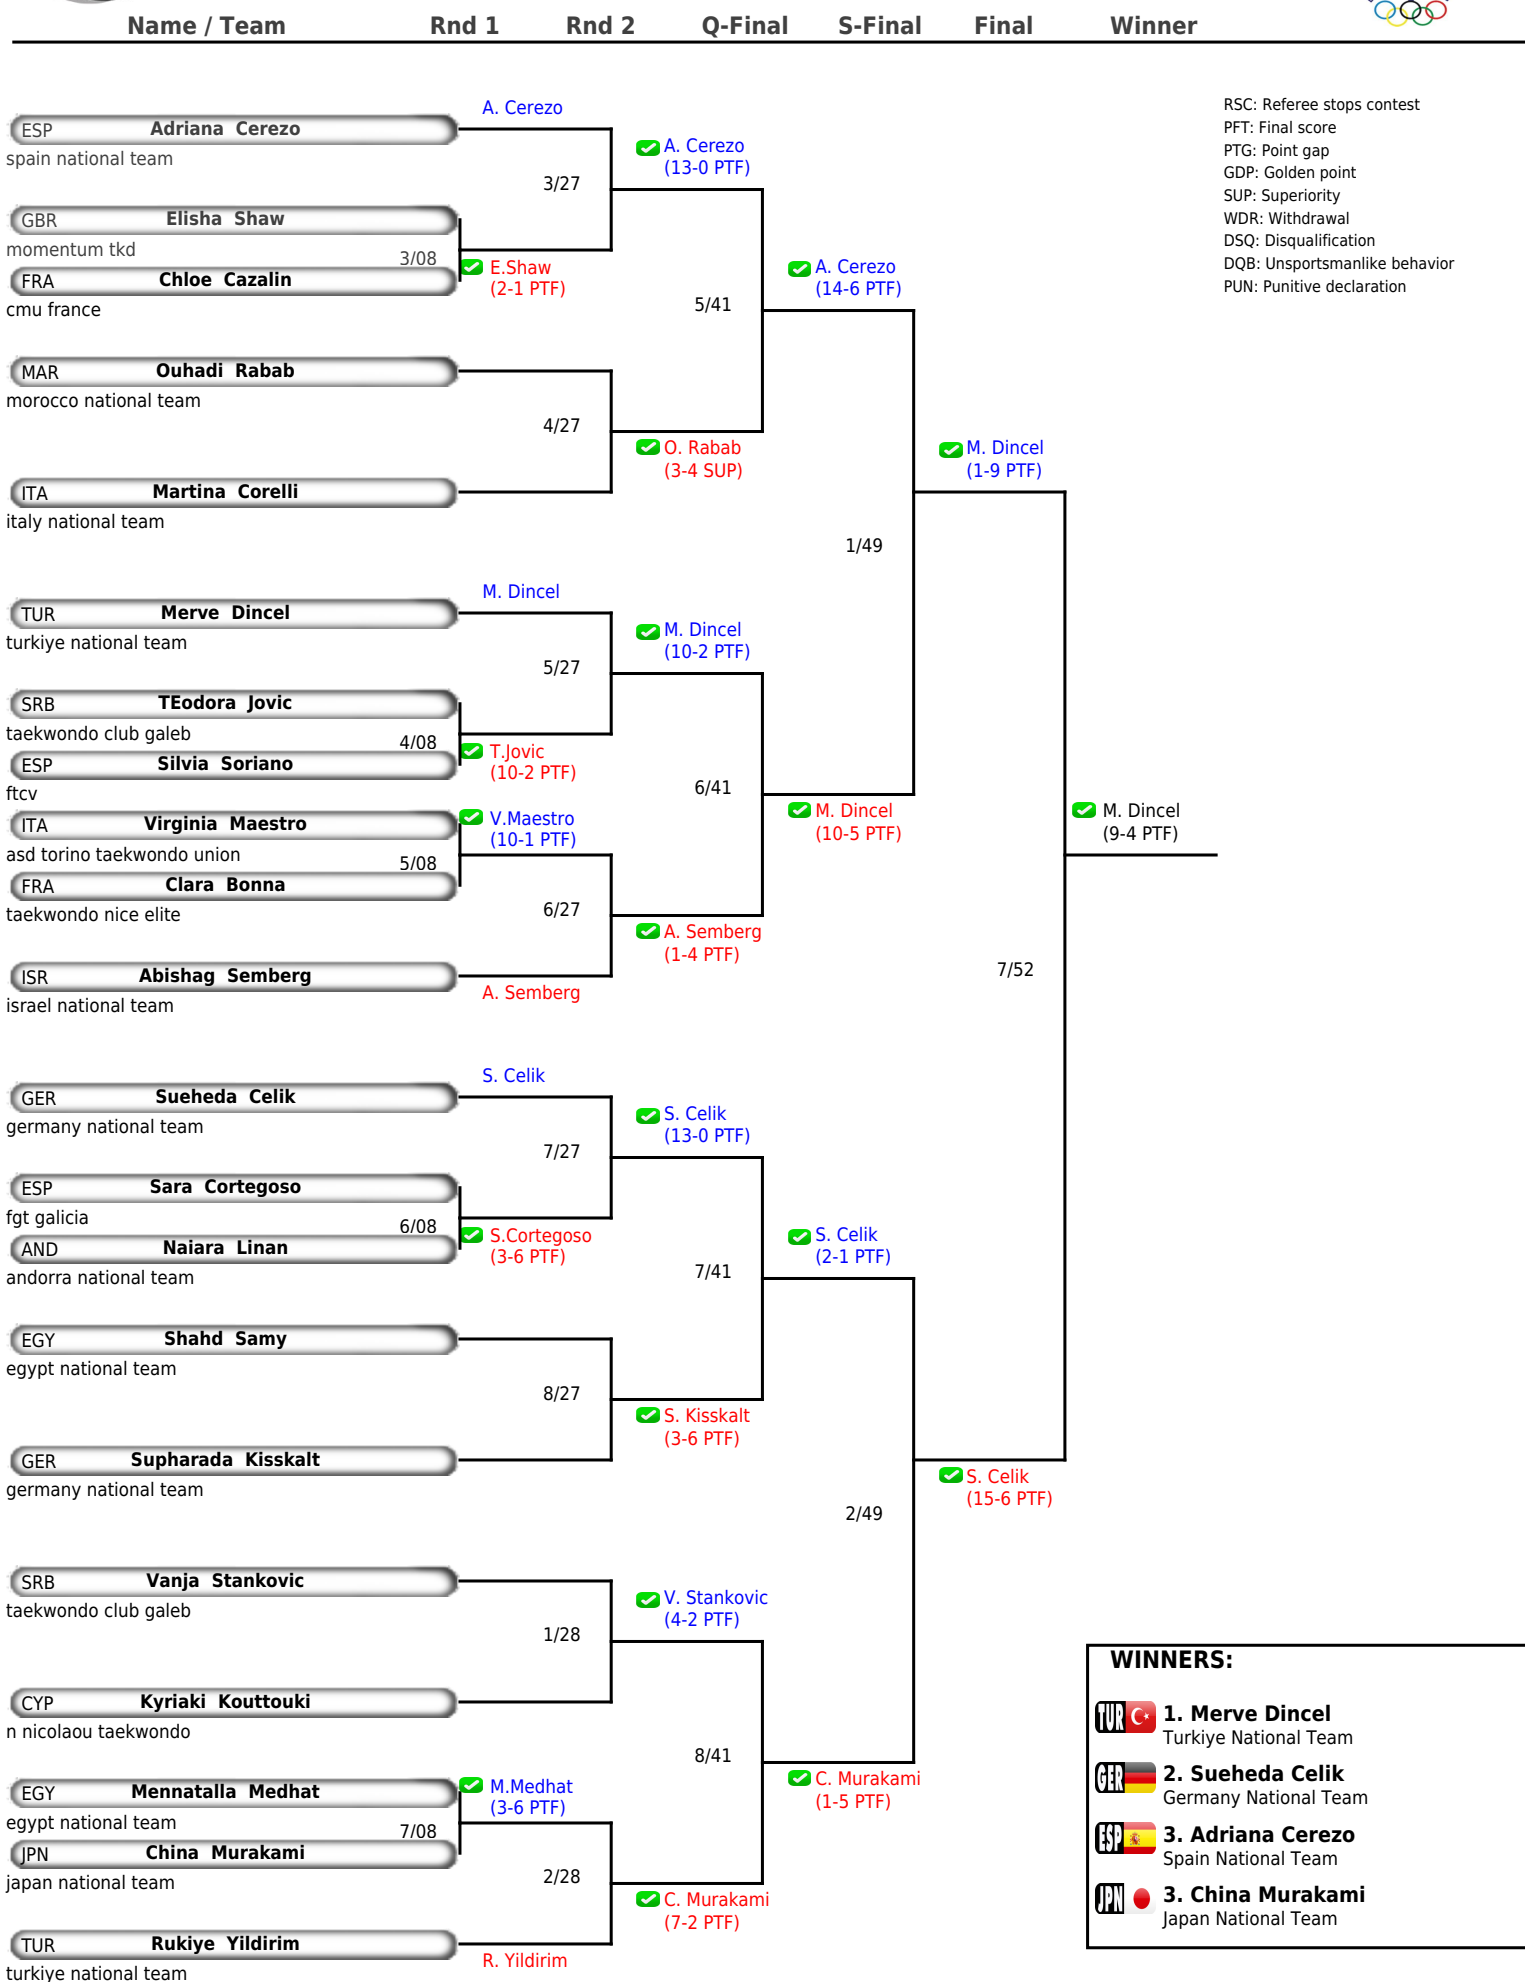 Name / Team Rnd 1 Rnd 2 Q-Final S-Final Final Winner
RSC: Referee stops contest
PFT: Final score
PTG: Point gap
GDP: Golden point
SUP: Superiority
WDR: Withdrawal
DSQ: Disqualification
DQB: Unsportsmanlike behavior
PUN: Punitive declaration
A. Cerezo
ESP Adriana Cerezo
spain national team
A. Cerezo
(13-0 PTF)
3/27
GBR Elisha Shaw
momentum tkd
3/08
E.Shaw
(2-1 PTF)
FRA Chloe Cazalin
cmu france
A. Cerezo
(14-6 PTF)
5/41
MAR Ouhadi Rabab
morocco national team
4/27
O. Rabab
(3-4 SUP)
M. Dincel
(1-9 PTF)
ITA Martina Corelli
italy national team
1/49
M. Dincel
TUR Merve Dincel
turkiye national team
M. Dincel
(10-2 PTF)
5/27
SRB TEodora Jovic
taekwondo club galeb
4/08
T.Jovic
(10-2 PTF)
ESP Silvia Soriano
ftcv
6/41
M. Dincel
(10-5 PTF)
M. Dincel
(9-4 PTF)
ITA Virginia Maestro
V.Maestro
(10-1 PTF)
asd torino taekwondo union
5/08
FRA Clara Bonna
taekwondo nice elite
6/27
A. Semberg
(1-4 PTF)
ISR Abishag Semberg
israel national team
A. Semberg
7/52
S. Celik
GER Sueheda Celik
germany national team
S. Celik
(13-0 PTF)
7/27
ESP Sara Cortegoso
fgt galicia
6/08
S.Cortegoso
(3-6 PTF)
AND Naiara Linan
andorra national team
S. Celik
(2-1 PTF)
7/41
EGY Shahd Samy
egypt national team
8/27
S. Kisskalt
(3-6 PTF)
GER Supharada Kisskalt
germany national team
S. Celik
(15-6 PTF)
2/49
SRB Vanja Stankovic
taekwondo club galeb
V. Stankovic
(4-2 PTF)
1/28
CYP Kyriaki Kouttouki
n nicolaou taekwondo
8/41
EGY Mennatalla Medhat
egypt national team
M.Medhat
(3-6 PTF)
7/08
C. Murakami
(1-5 PTF)
JPN China Murakami
japan national team
2/28
C. Murakami
(7-2 PTF)
TUR Rukiye Yildirim
turkiye national team
R. Yildirim
WINNERS:
TUR 1. Merve Dincel
Turkiye National Team
GER 2. Sueheda Celik
Germany National Team
ESP 3. Adriana Cerezo
Spain National Team
JPN 3. China Murakami
Japan National Team